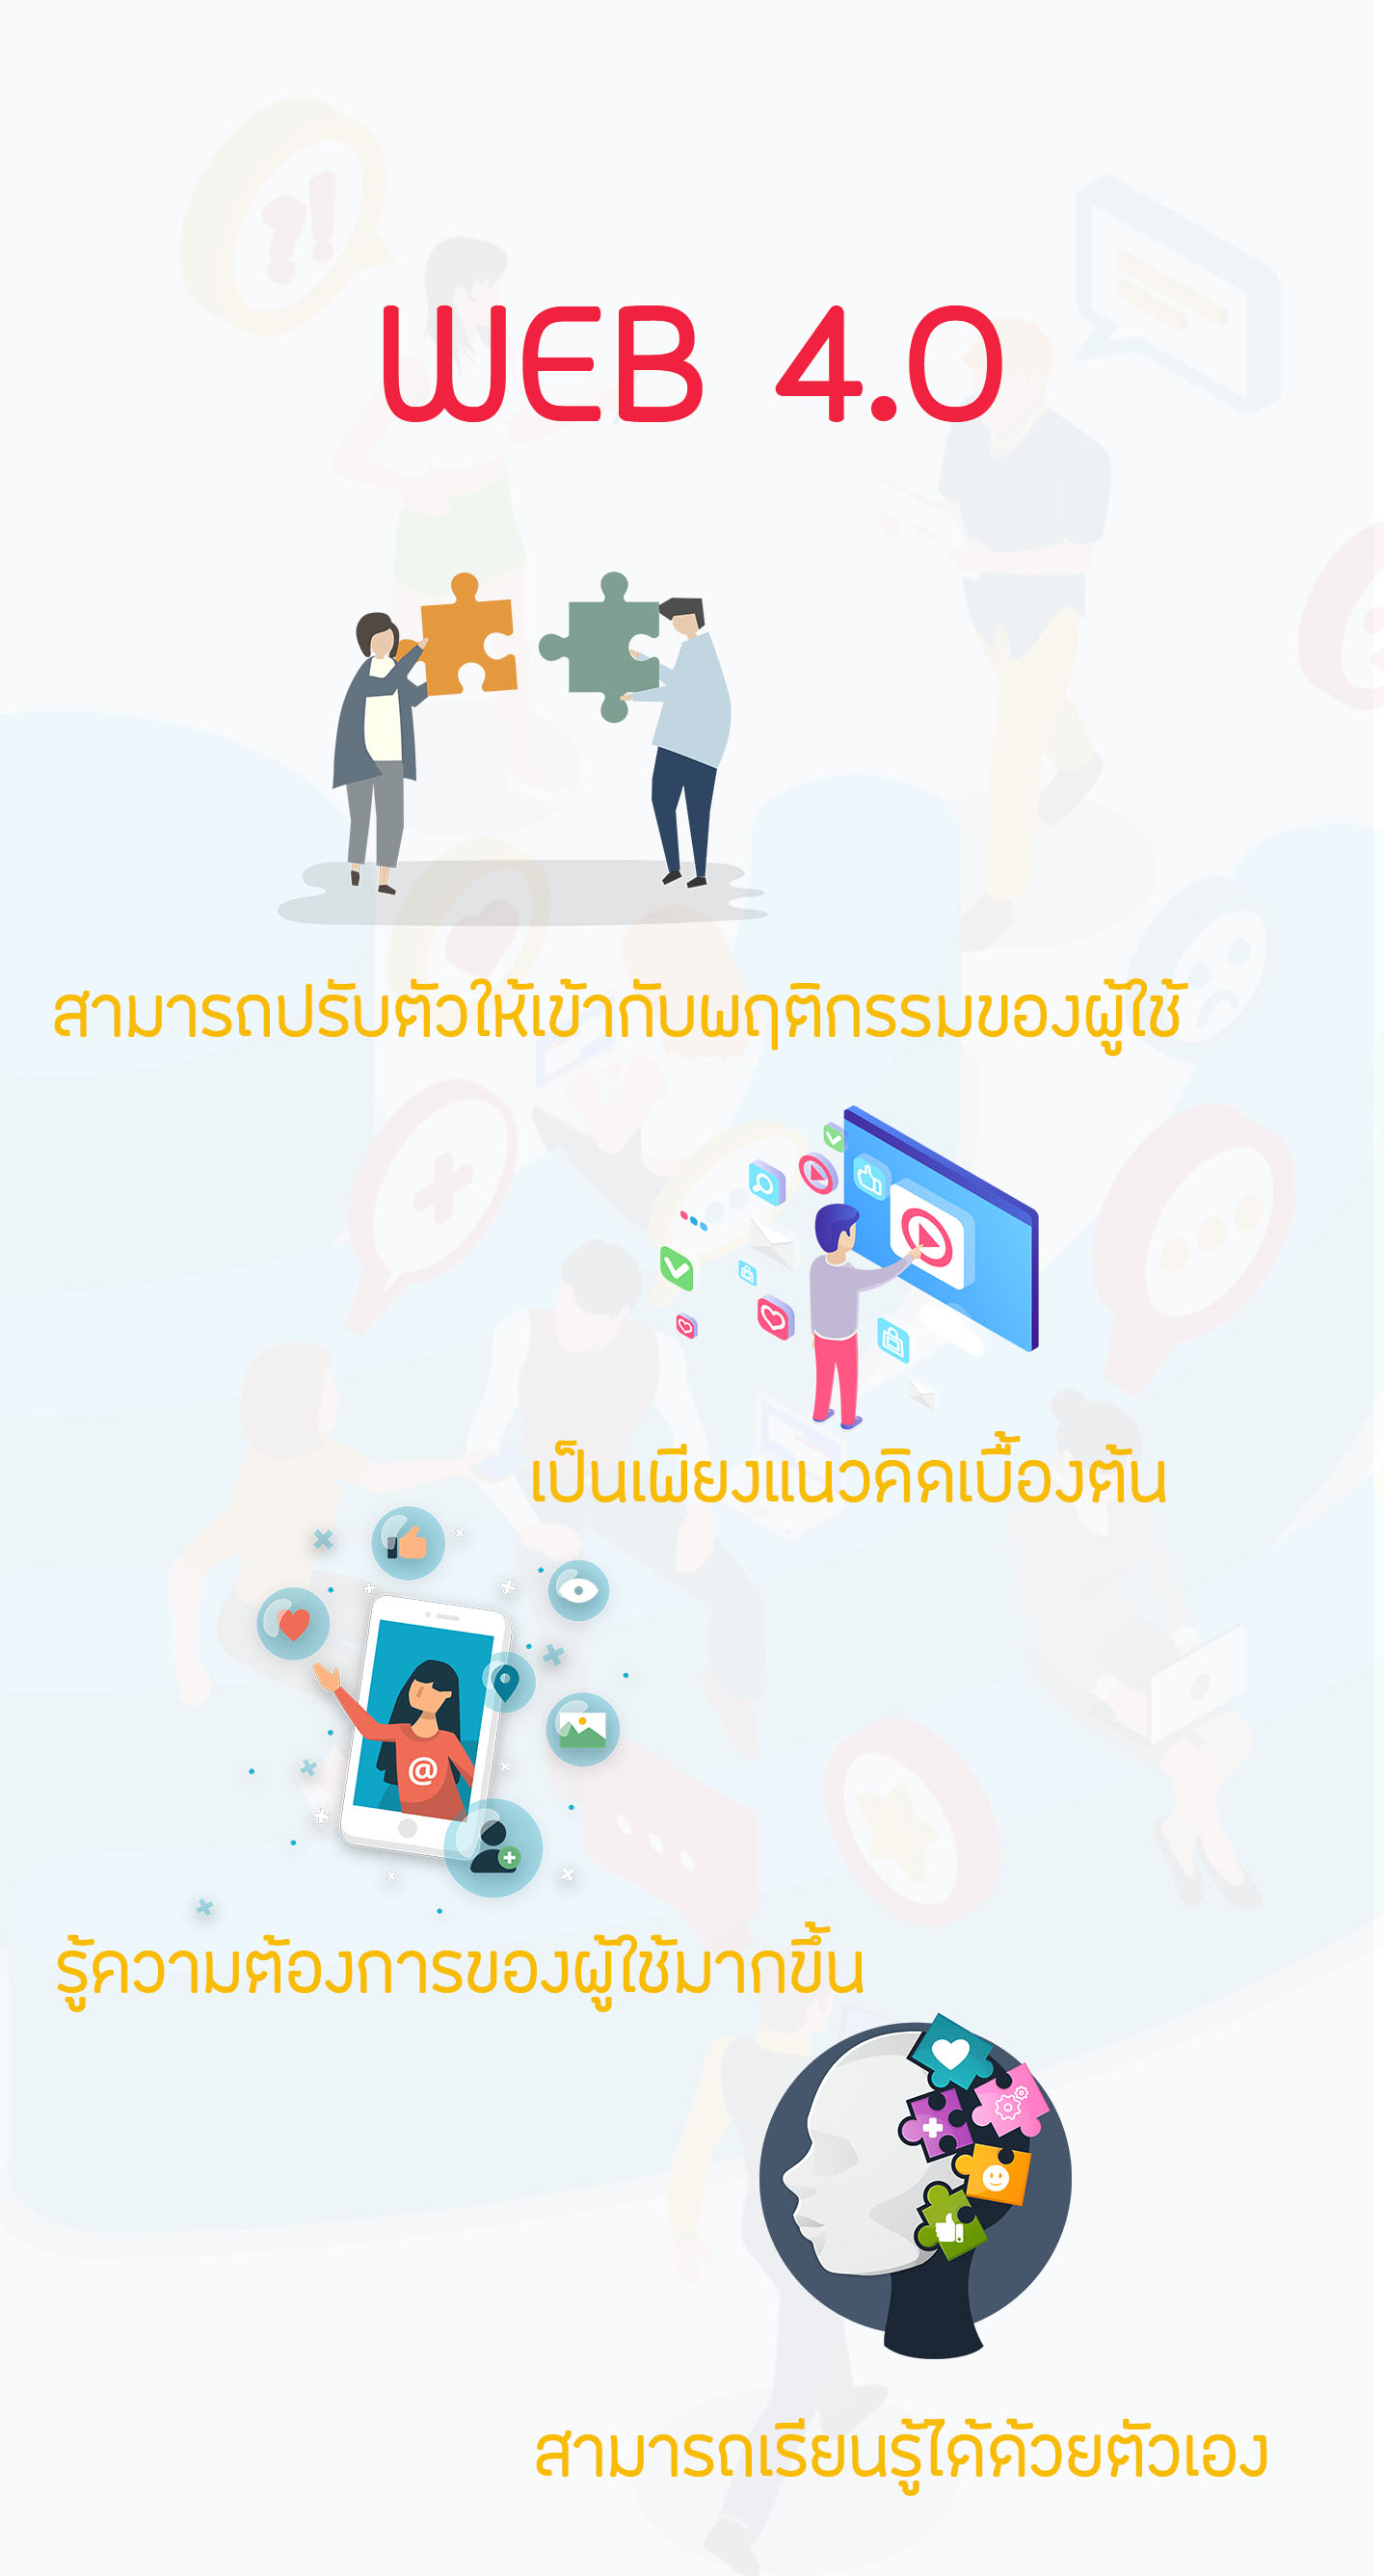 WEB 4.0
สามารถปรับตัวให้เข้ากับพฤติกรรมของผู้ใช้
เป็นเพียงแนวคิดเบื้องต้น
@
รู้ความต้องการของผู้ใช้มากขึ้น
สามารถเรียนรู้ได้ด้วยตัวเอง